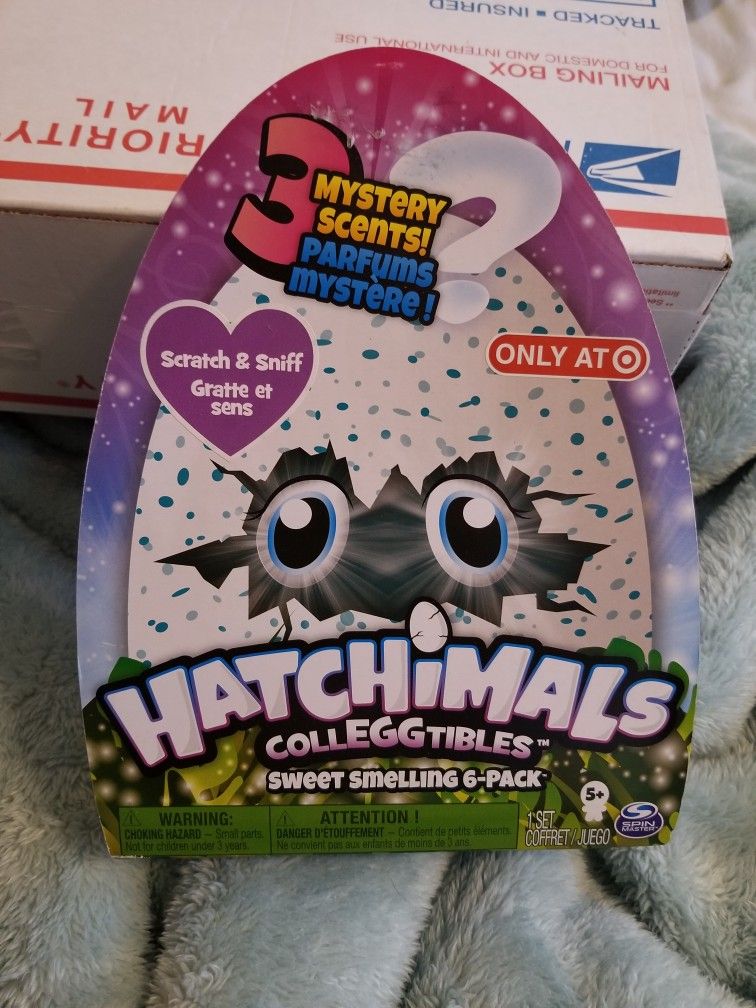 TRACKED ▪ INSURED
FOR DOMESTIC AND INTERNATIONAL USE
MAILING BOX
RIORITY
MAIL
3
MYSTERY
SCENTS!
PARFUMS
MYSTÈRE !
?
Scratch & Sniff
Gratte et
sens
ONLY AT
HATCHiMALS
COLLEGGTIBLES™
SWEET SMELLING 6-PACK™
5+
WARNING:
CHOKING HAZARD – Small parts.
Not for children under 3 years.
ATTENTION !
DANGER D'ÉTOUFFEMENT – Contient de petits éléments.
Ne convient pas aux enfants de moins de 3 ans.
1 SET
COFFRET / JUEGO
SPIN
MASTER™